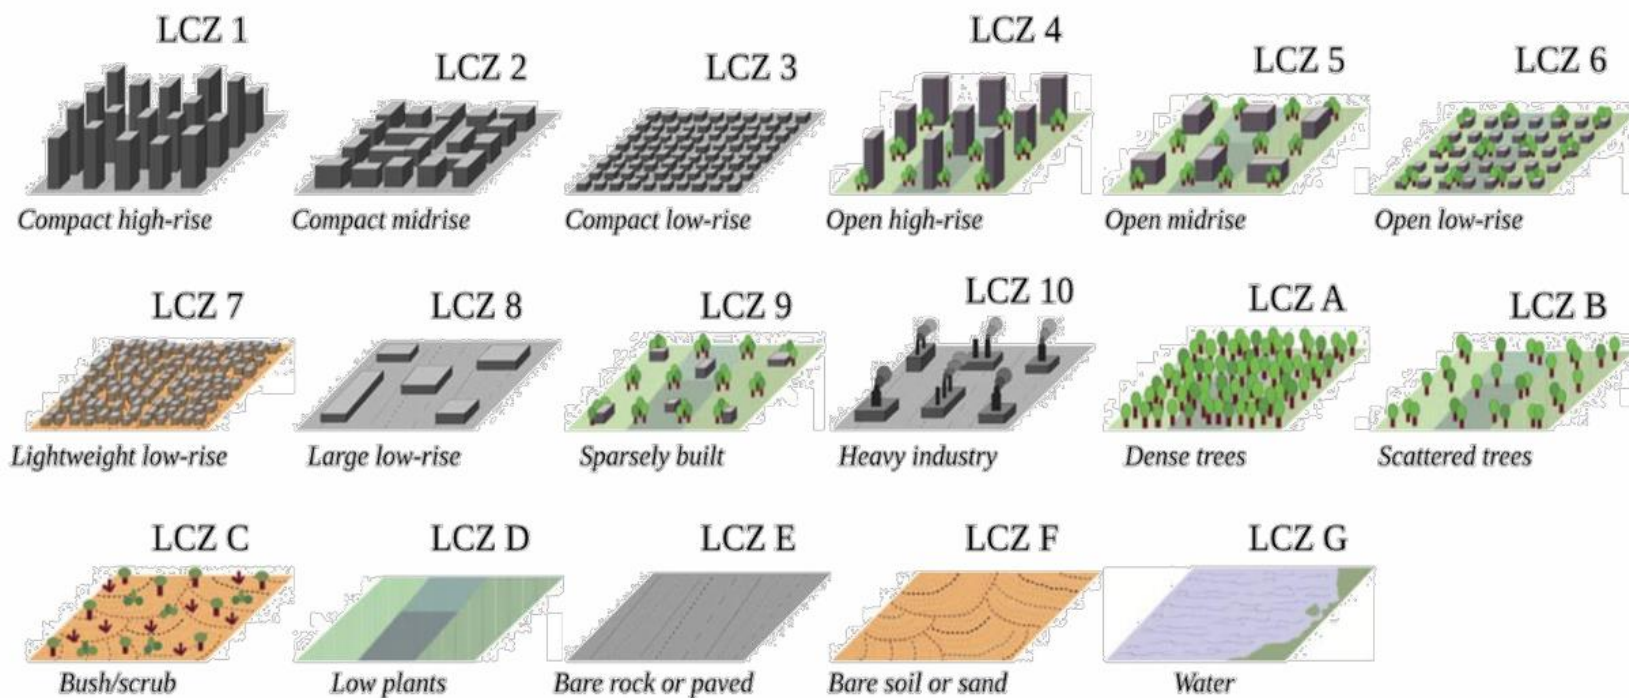 LCZ 1
LCZ 2
LCZ 3
LCZ 4
LCZ 5
LCZ 6
Compact high-rise
Compact midrise
Compact low-rise
Open high-rise
Open midrise
Open low-rise
LCZ 7
LCZ 8
LCZ 9
LCZ 10
LCZ A
LCZ B
Lightweight low-rise
Large low-rise
Sparsely built
Heavy industry
Dense trees
Scattered trees
LCZ C
LCZ D
LCZ E
LCZ F
LCZ G
Bush/scrub
Low plants
Bare rock or paved
Bare soil or sand
Water